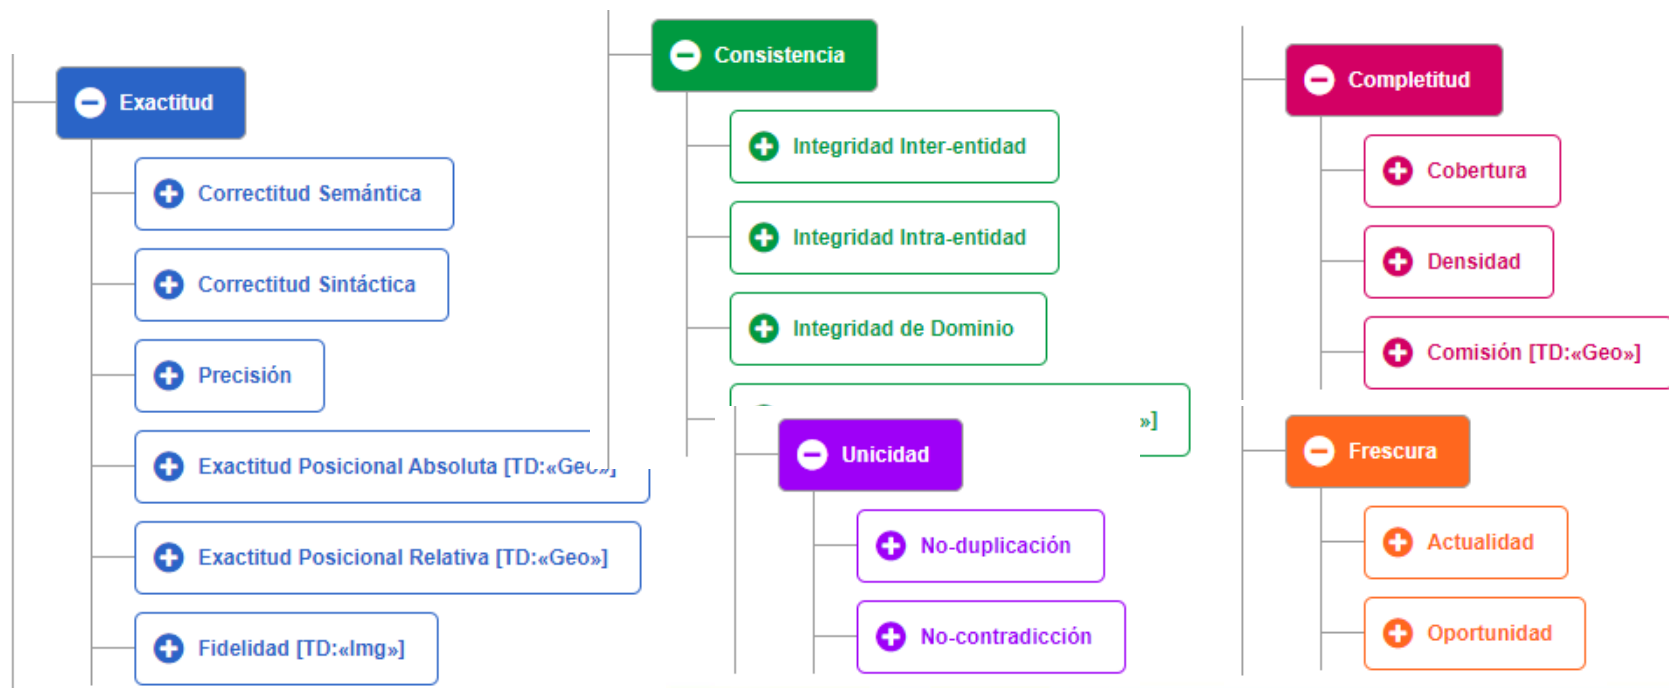 Exactitud
Correctitud Semántica
Correctitud Sintáctica
Precisión
Exactitud Posicional Absoluta [TD:«Geo»]
Exactitud Posicional Relativa [TD:«Geo»]
Fidelidad [TD:«Img»]
Consistencia
Integridad Inter-entidad
Integridad Intra-entidad
Integridad de Dominio
»]
Unicidad
No-duplicación
No-contradicción
Completitud
Cobertura
Densidad
Comisión [TD:«Geo»]
Frescura
Actualidad
Oportunidad